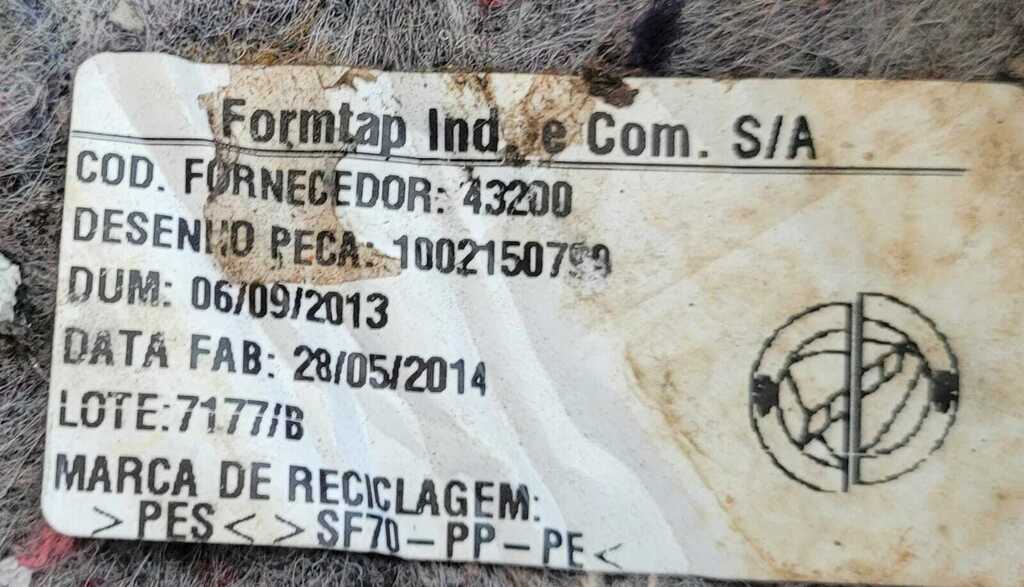 Formtap Ind. e Com. S/A
COD. FORNECEDOR: 43200
DESENHO PECA:
DUM: 06/09/2013
DATA FAB: 28/05/2014
LOTE:7177/B
MARCA DE RECICLAGEM:
>PES< >SF70-PP-PE<